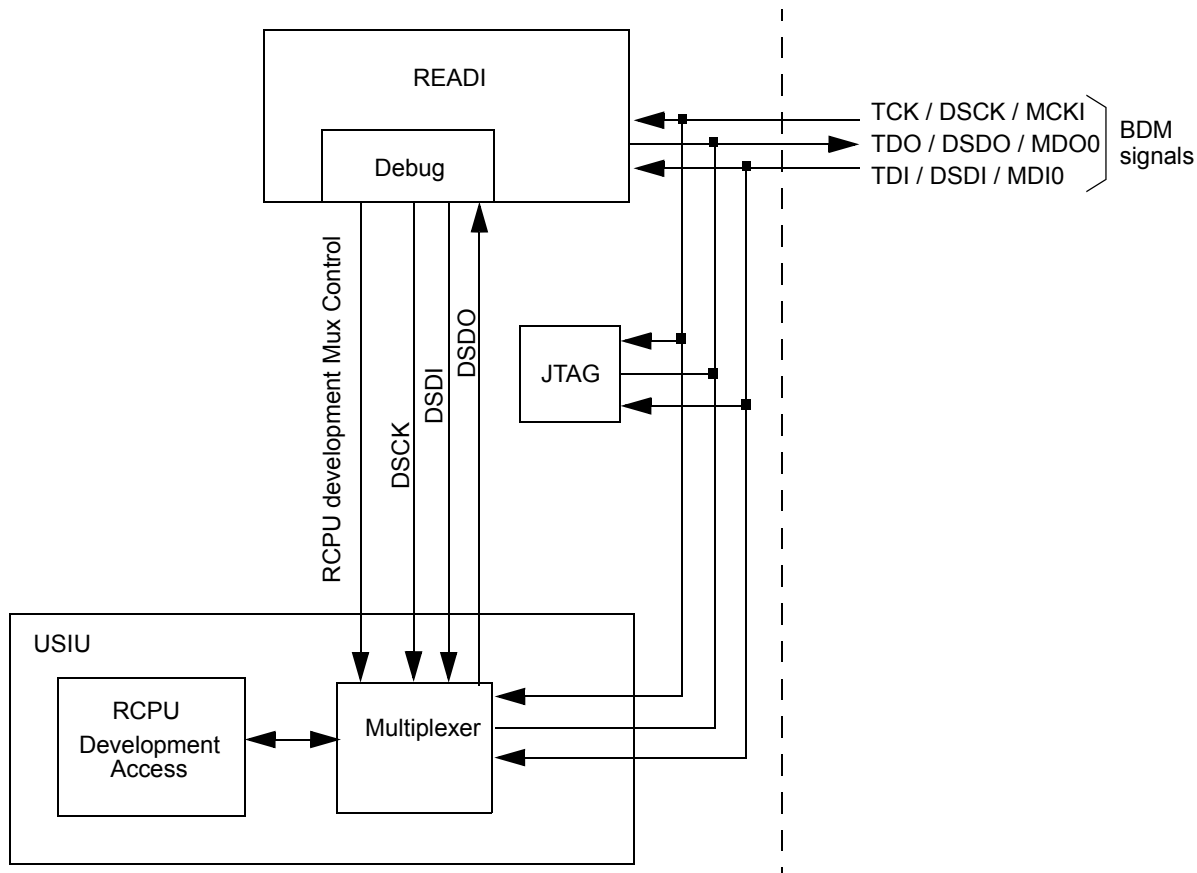 READI
Debug
TCK / DSCK / MCKI
TDO / DSDO / MDO0
TDI / DSDI / MDI0
BDM
signals
RCPU development Mux Control
DSCK
DSDI
DSDO
JTAG
USIU
RCPU
Development
Access
Multiplexer